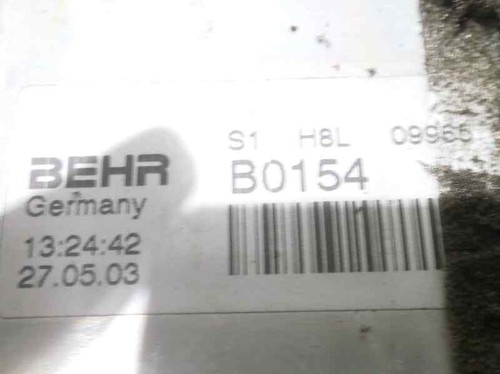 S1 H8L 09965
BEHR B0154
Germany
13:24:42
27.05.03